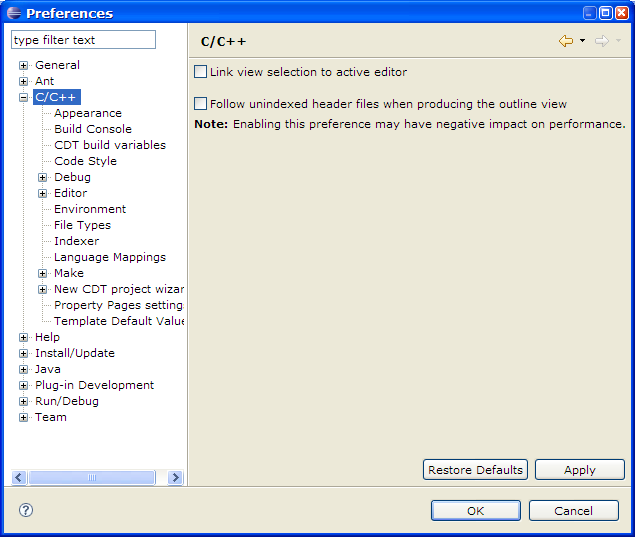 Preferences
type filter text
General
Ant
C/C++
Appearance
Build Console
CDT build variables
Code Style
Debug
Editor
Environment
File Types
Indexer
Language Mappings
Make
New CDT project wizar
Property Pages setting
Template Default Value
Help
Install/Update
Java
Plug-in Development
Run/Debug
Team
C/C++
Link view selection to active editor
Follow unindexed header files when producing the outline view
Note: Enabling this preference may have negative impact on performance.
Restore Defaults Apply
? OK Cancel